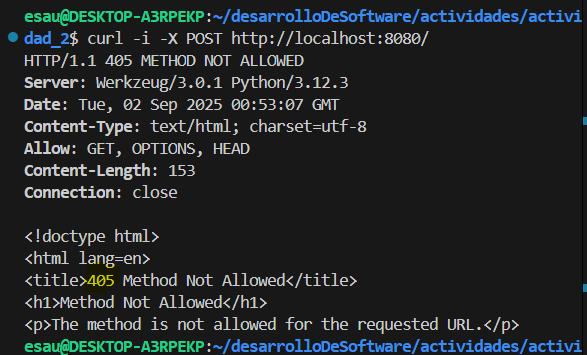 esau@DESKTOP-A3RPEKP:~/desarrolloDeSoftware/actividades/activi
dad_2$ curl -i -X POST http://localhost:8080/
HTTP/1.1 405 METHOD NOT ALLOWED
Server: Werkzeug/3.0.1 Python/3.12.3
Date: Tue, 02 Sep 2025 00:53:07 GMT
Content-Type: text/html; charset=utf-8
Allow: GET, OPTIONS, HEAD
Content-Length: 153
Connection: close

<!doctype html>
<html lang=en>
<title>405 Method Not Allowed</title>
<h1>Method Not Allowed</h1>
<p>The method is not allowed for the requested URL.</p>
esau@DESKTOP-A3RPEKP:~/desarrolloDeSoftware/actividades/activi